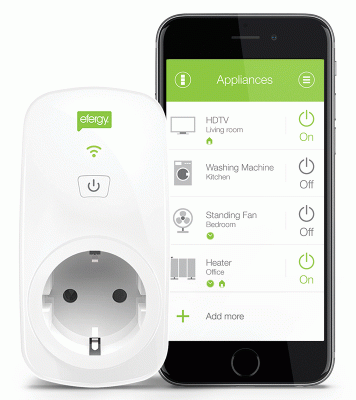 efergy
Appliances
HDTV
Living room
On
Washing Machine
Kitchen
Off
Standing Fan
Bedroom
Off
Heater
Office
On
Add more